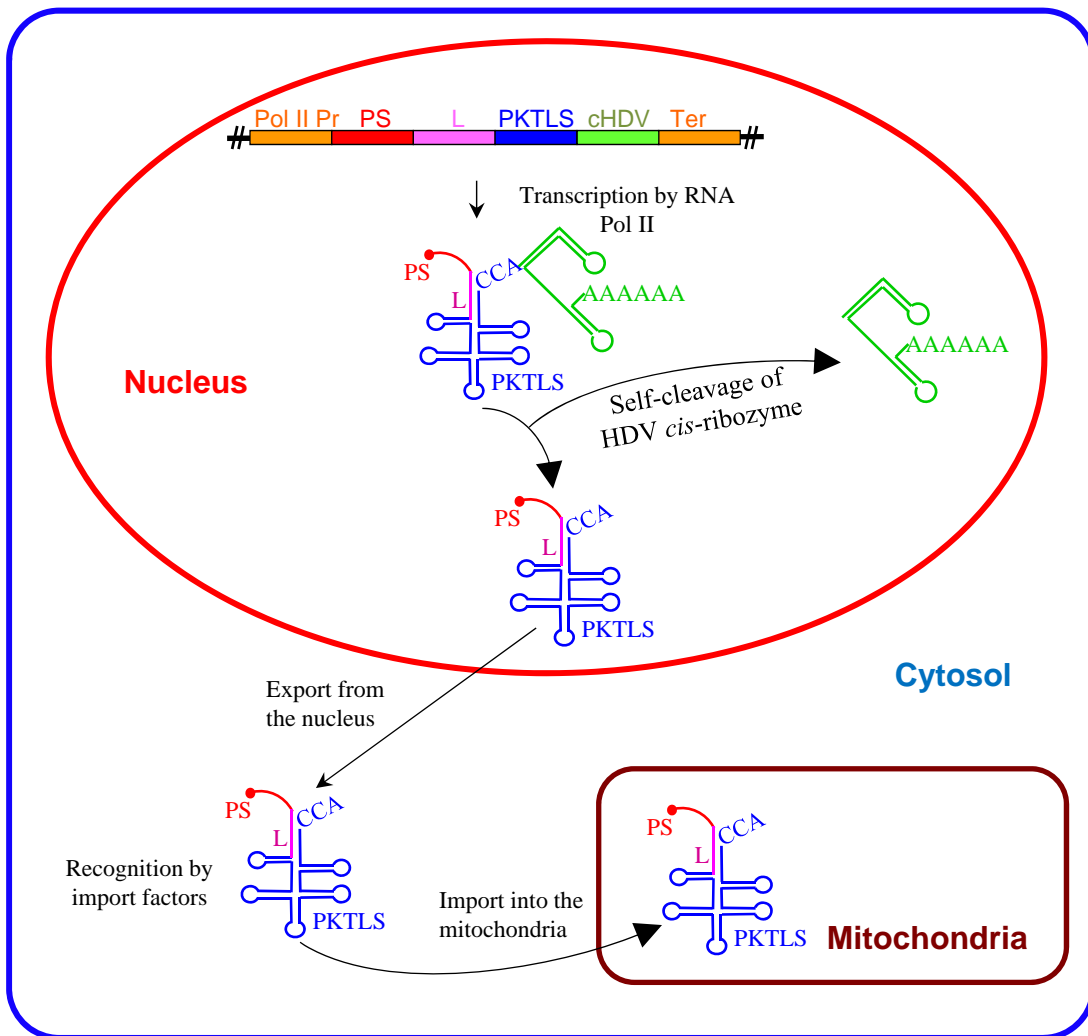 Pol II Pr PS L PKTLS cHDV Ter
Transcription by RNA
Pol II
PS
CCA
L
AAAAAA
PKTLS
Nucleus
AAAAAA
Self-cleavage of
HDV cis-ribozyme
PS
CCA
L
PKTLS
Cytosol
Export from
the nucleus
PS
CCA
L
Recognition by
import factors
PKTLS
Import into the
mitochondria
PS
CCA
L
PKTLS
Mitochondria